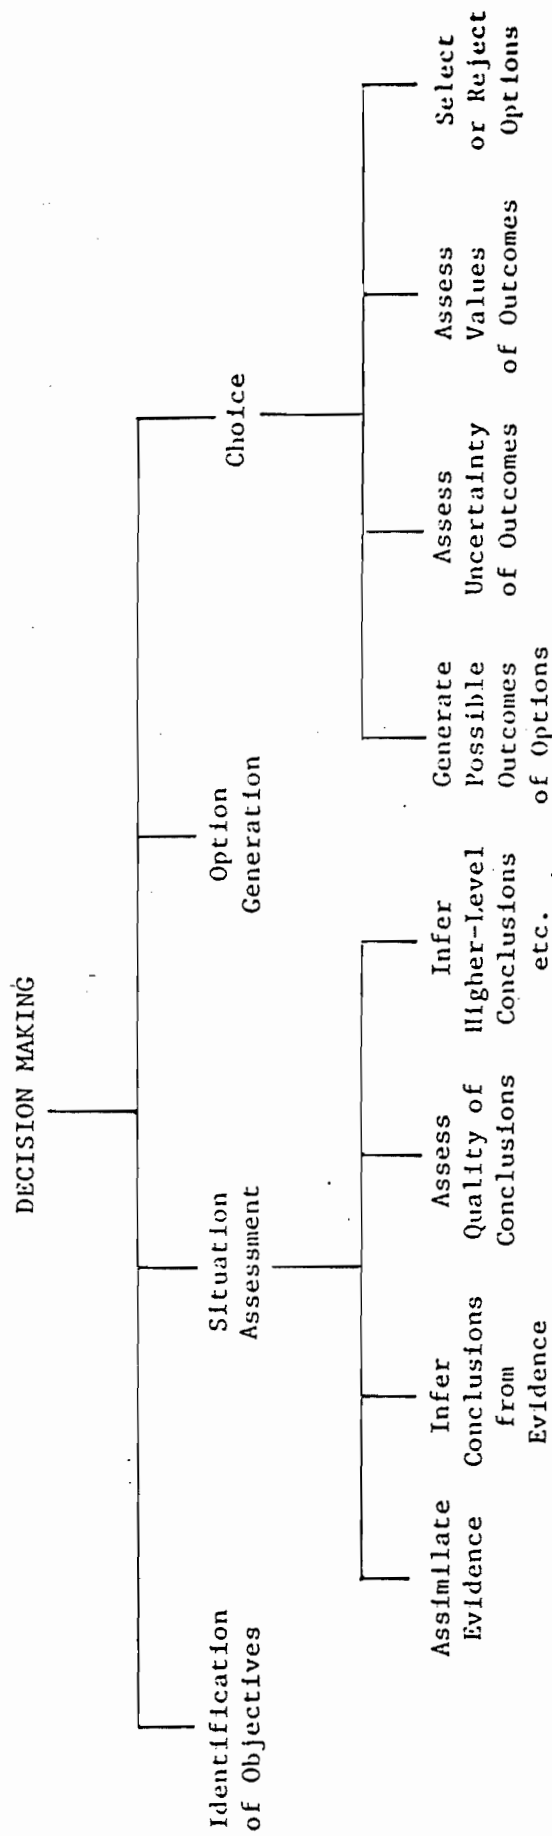 DECISION MAKING
Identification
of Objectives
Situation
Assessment
Option
Generation
Choice
Assimilate
Evidence
Infer
Conclusions
from
Evidence
Assess
Quality of
Conclusions
Infer
Higher-Level
Conclusions
etc.
Generate
Possible
Outcomes
of Options
Assess
Uncertainty
of Outcomes
Assess
Values
of Outcomes
Select
or Reject
Options